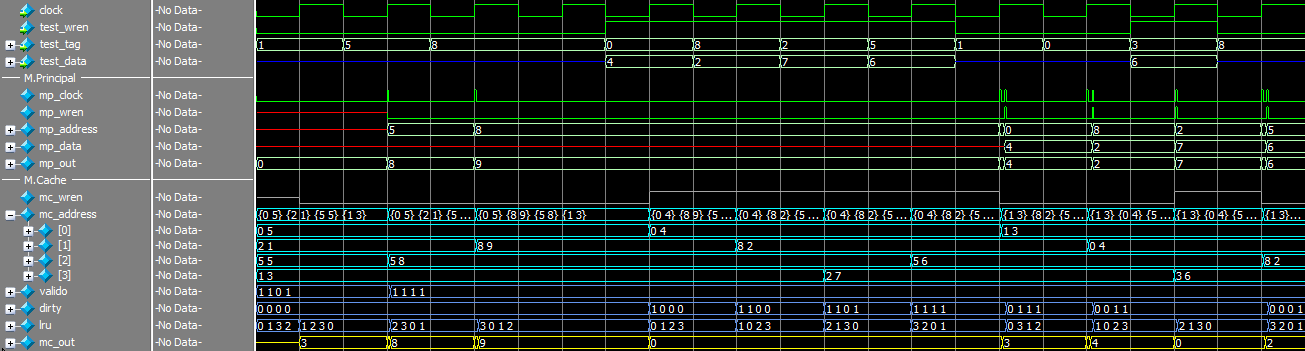 clock -No Data-
test_wren -No Data-
test_tag -No Data- 1 5 8 0 8 2 5 1 0 3 8
test_data -No Data- 4 2 7 6 6
M.Principal
mp_clock -No Data-
mp_wren -No Data-
mp_address -No Data- 5 8 0 8 2 5
mp_data -No Data- 4 2 7 6
mp_out -No Data- 0 8 9 4 2 7 6
M.Cache
mc_wren -No Data-
mc_address -No Data- {0 5} {2 1} {5 5} {1 3} {0 5} {2 1} {5 ... {0 5} {8 9} {5 8} {1 3} {0 4} {8 9} {5 ... {0 4} {8 2} {5 ... {0 4} {8 2} {5 ... {0 4} {8 2} {5 ... {1 3} {8 2} {5 ... {1 3} {0 4} {5 ... {1 3} {0 4} {5 ... {1 3}...
[0] -No Data- 0 5 0 4 1 3
[1] -No Data- 2 1 8 9 8 2 0 4
[2] -No Data- 5 5 5 8 5 6 8 2
[3] -No Data- 1 3 2 7 3 6
valido -No Data- 1 1 0 1 1 1 1 1
dirty -No Data- 0 0 0 0 1 0 0 0 1 1 0 0 1 1 0 1 1 1 1 1 0 1 1 1 0 0 1 1 0 0 0 1
lru -No Data- 0 1 3 2 1 2 3 0 2 3 0 1 3 0 1 2 0 1 2 3 1 0 2 3 2 1 3 0 3 2 0 1 0 3 1 2 1 0 2 3 2 1 3 0 3 2 0 1
mc_out -No Data- 3 8 9 0 3 4 0 2